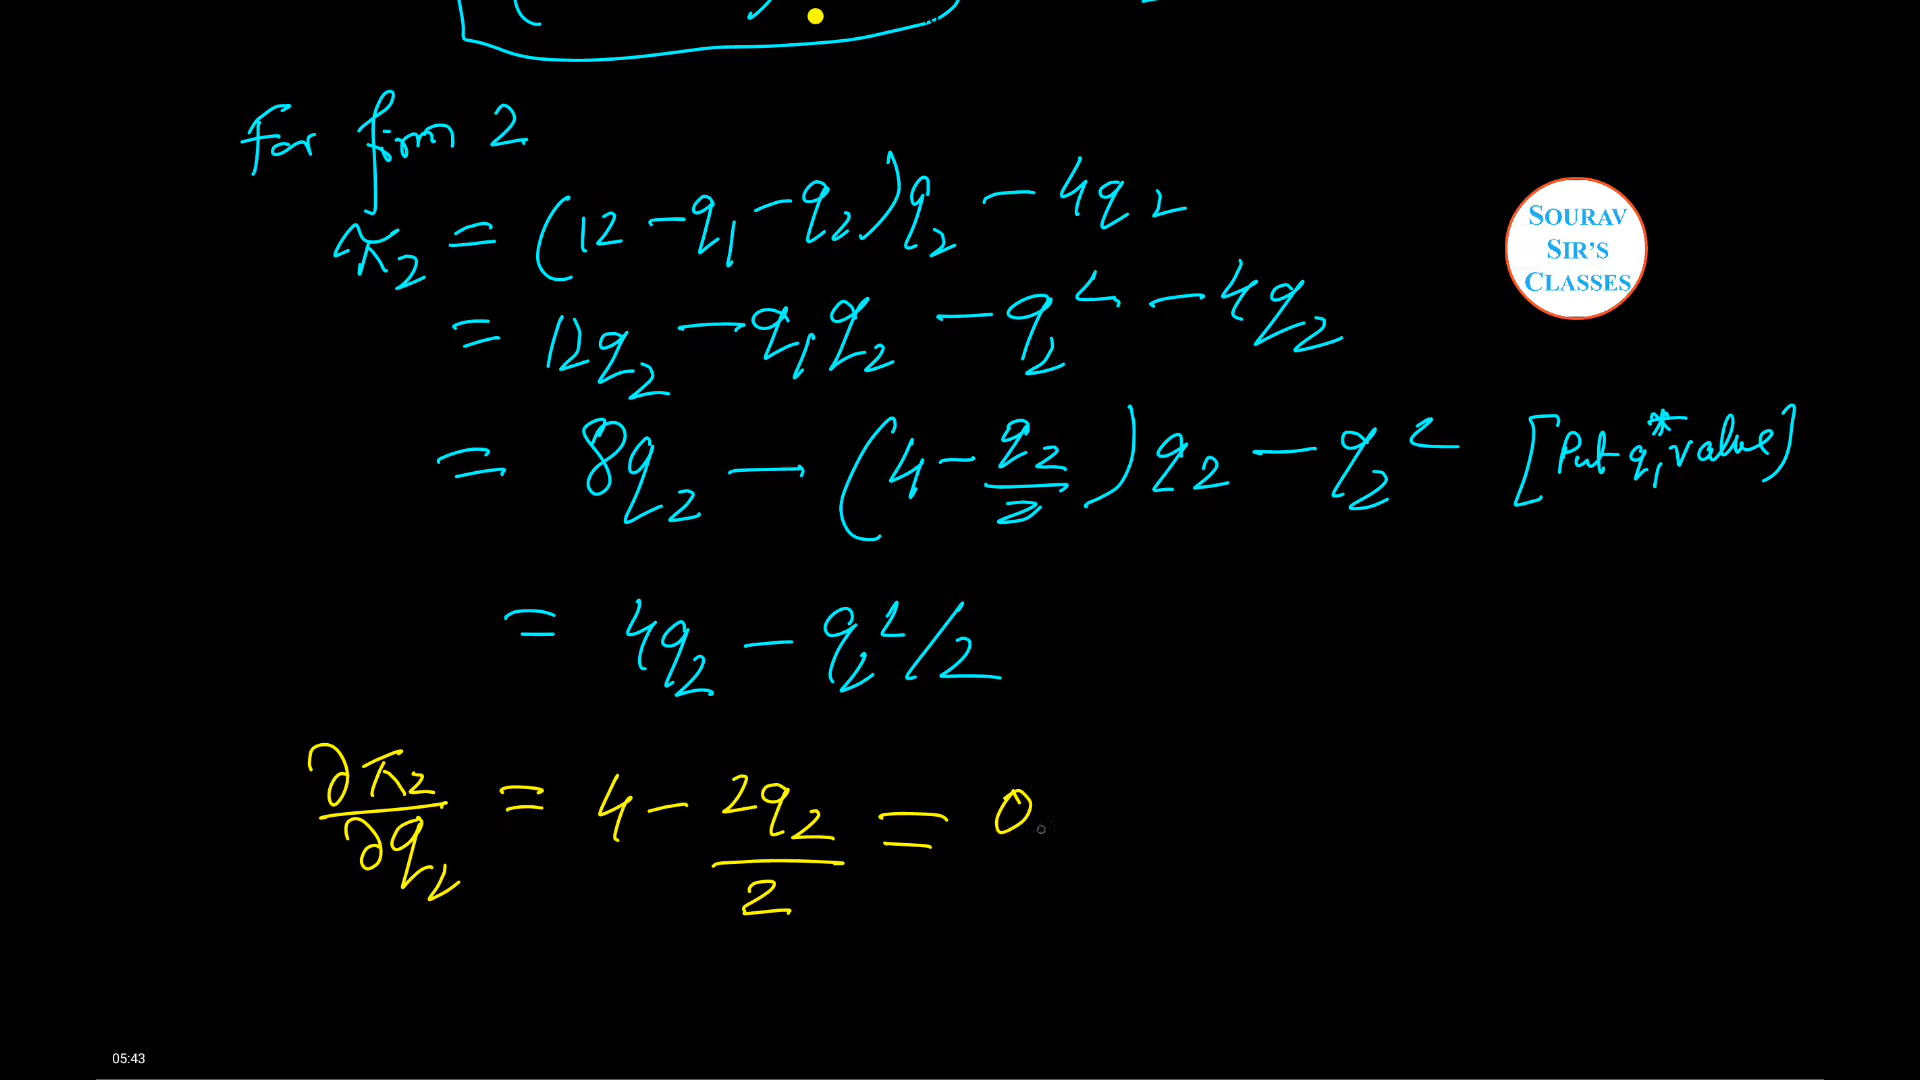 For firm 2
π₂ = (12 - q₁ - q₂)q₂ - 4q₂
= 12q₂ - q₁q₂ - q₂² - 4q₂
= 8q₂ - (4 - q₂/2)q₂ - q₂² [Put q₁* value]
= 4q₂ - q₂²/2
∂π₂/∂q₂ = 4 - 2q₂/2 = 0
SOURAV
SIR'S
CLASSES
05:43